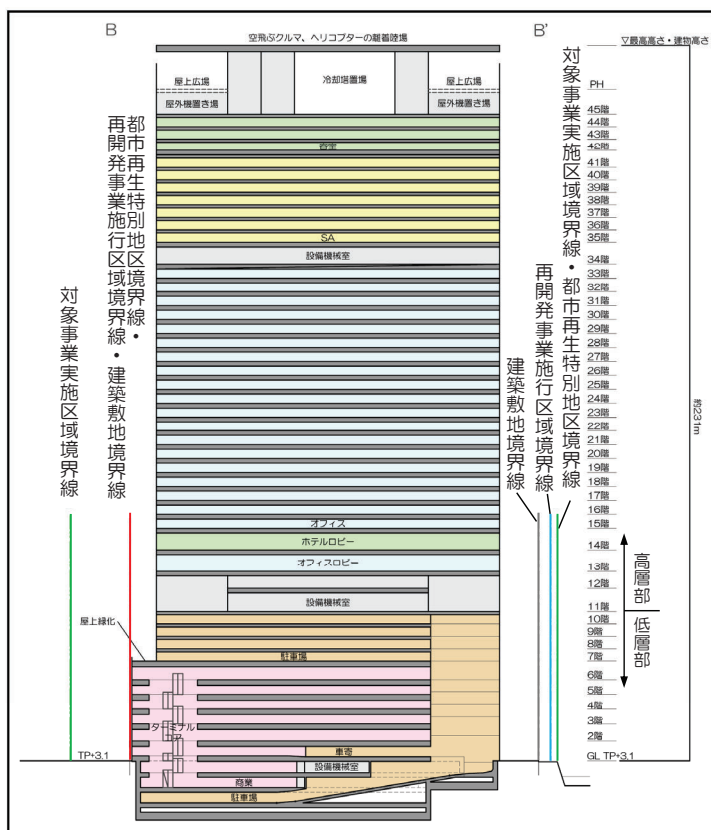 B
B'
空飛ぶクルマ、ヘリコプターの離着陸場
▽最高高さ・建物高さ
屋上広場
冷却塔置場
屋上広場
屋外機置き場
屋外機置き場
PH
45階
44階
43階
42階
41階
40階
39階
38階
37階
36階
35階
34階
33階
32階
31階
30階
29階
28階
27階
26階
25階
24階
23階
22階
21階
20階
19階
18階
17階
16階
15階
14階
13階
12階
11階
10階
9階
8階
7階
6階
5階
4階
3階
2階
GL TP+3.1
客室
SA
設備機械室
オフィス
ホテルロビー
オフィスロビー
設備機械室
屋上緑化
駐車場
ターミナル
車寄
設備機械室
商業
駐車場
TP+3.1
対象事業実施区域境界線
都市再生特別地区境界線・
再開発事業施行区域境界線・建築敷地境界線
建築敷地境界線
再開発事業施行区域境界線
対象事業実施区域境界線・都市再生特別地区境界線
高層部
低層部
約231m